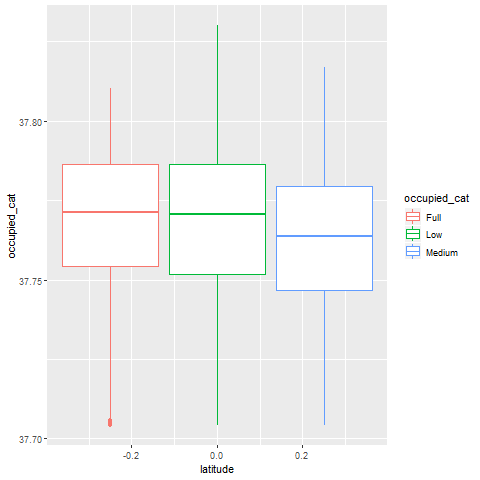 37.80
37.75
37.70
occupied_cat
-0.2
0.0
0.2
latitude
occupied_cat
Full
Low
Medium